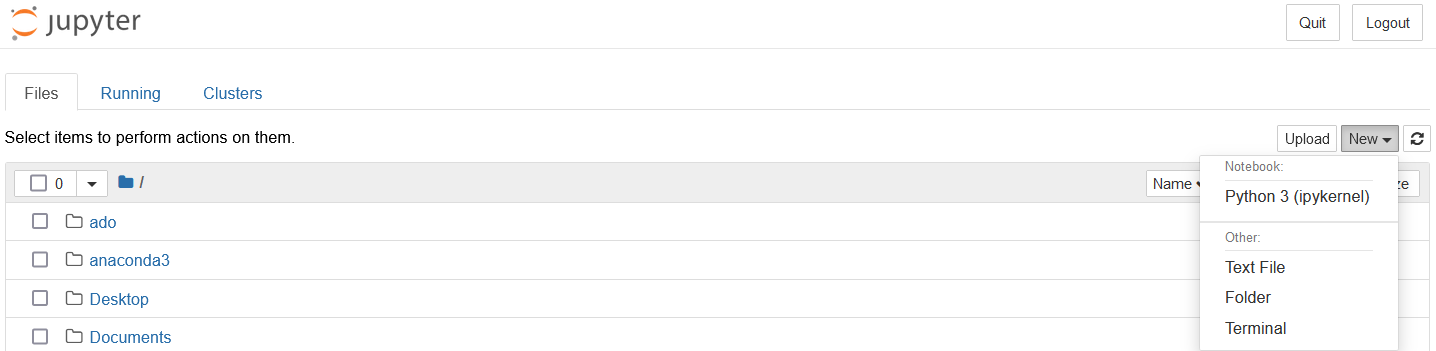 jupyter
Quit
Logout
Files
Running
Clusters
Select items to perform actions on them.
Upload
New
0
/
Name
ze
Notebook:
Python 3 (ipykernel)
Other:
Text File
Folder
Terminal
ado
anaconda3
Desktop
Documents